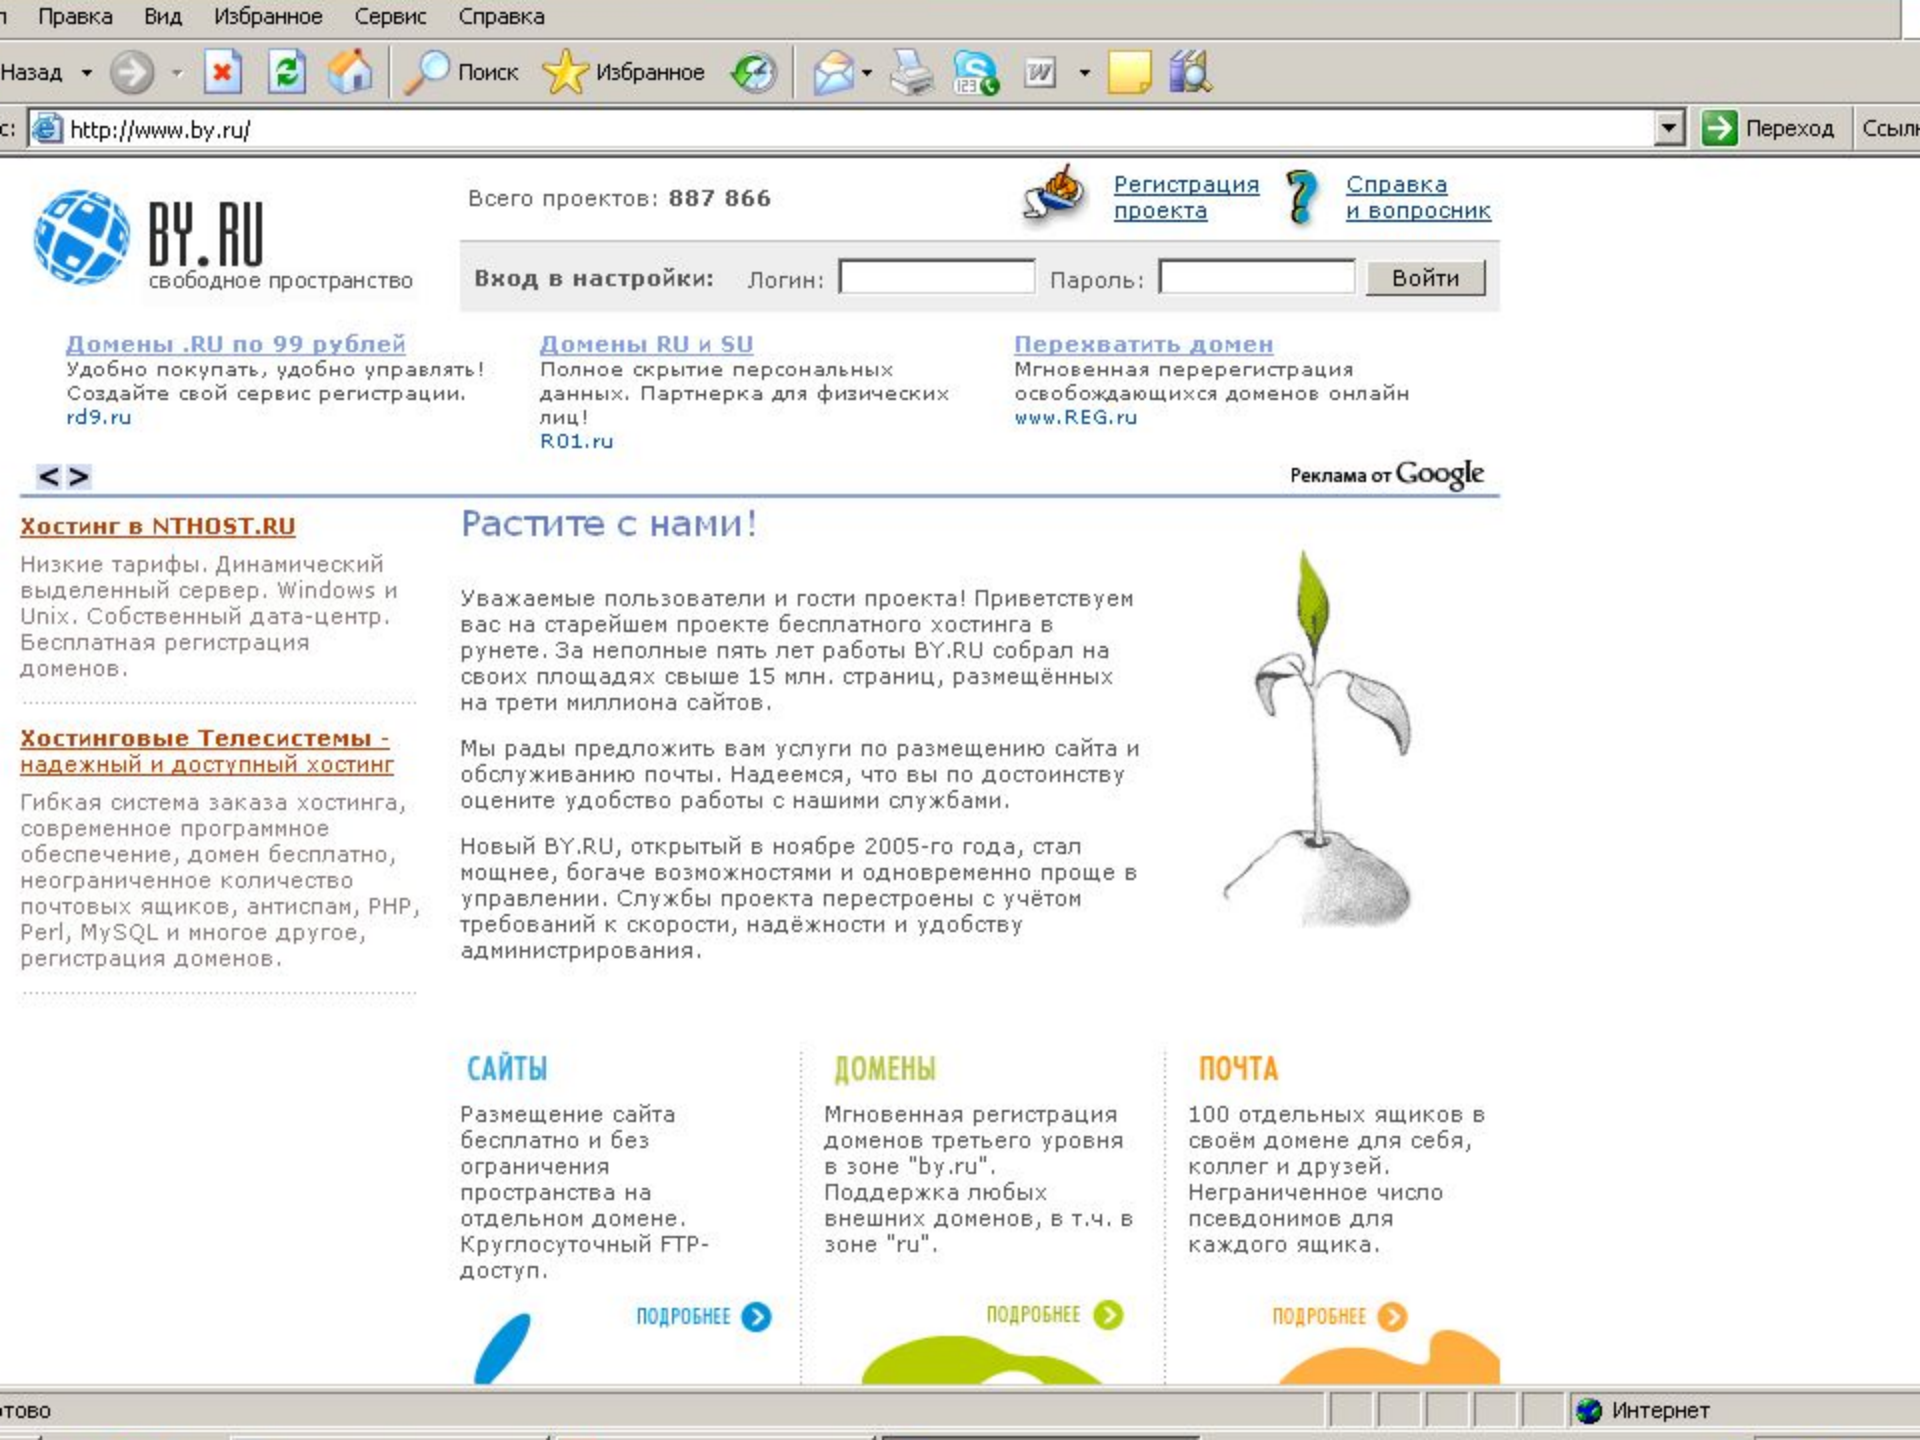 Правка Вид Избранное Сервис Справка
Назад Поиск Избранное
http://www.by.ru/ Переход
BY.RU
свободное пространство
Всего проектов: 887 866
Регистрация
проекта
Справка
и вопросник
Вход в настройки: Логин: Пароль: Войти
Домены .RU по 99 рублей
Удобно покупать, удобно управлять!
Создайте свой сервис регистрации.
rd9.ru
Домены RU и SU
Полное скрытие персональных
данных. Партнерка для физических
лиц!
R01.ru
Перехватить домен
Мгновенная перерегистрация
освобождающихся доменов онлайн
www.REG.ru
< >
Реклама от Google
Хостинг в NTHOST.RU
Низкие тарифы. Динамический
выделенный сервер. Windows и
Unix. Собственный дата-центр.
Бесплатная регистрация
доменов.
Хостинговые Телесистемы -
надежный и доступный хостинг
Гибкая система заказа хостинга,
современное программное
обеспечение, домен бесплатно,
неограниченное количество
почтовых ящиков, антиспам, PHP,
Perl, MySQL и многое другое,
регистрация доменов.
Растите с нами!
Уважаемые пользователи и гости проекта! Приветствуем
вас на старейшем проекте бесплатного хостинга в
рунете. За неполные пять лет работы BY.RU собрал на
своих площадях свыше 15 млн. страниц, размещённых
на трети миллиона сайтов.
Мы рады предложить вам услуги по размещению сайта и
обслуживанию почты. Надеемся, что вы по достоинству
оцените удобство работы с нашими службами.
Новый BY.RU, открытый в ноябре 2005-го года, стал
мощнее, богаче возможностями и одновременно проще в
управлении. Службы проекта перестроены с учётом
требований к скорости, надёжности и удобству
администрирования.
САЙТЫ
Размещение сайта
бесплатно и без
ограничения
пространства на
отдельном домене.
Круглосуточный FTP-
доступ.
ПОДРОБНЕЕ
ДОМЕНЫ
Мгновенная регистрация
доменов третьего уровня
в зоне "by.ru".
Поддержка любых
внешних доменов, в т.ч. в
зоне "ru".
ПОДРОБНЕЕ
ПОЧТА
100 отдельных ящиков в
своём домене для себя,
коллег и друзей.
Неграниченное число
псевдонимов для
каждого ящика.
ПОДРОБНЕЕ
Интернет